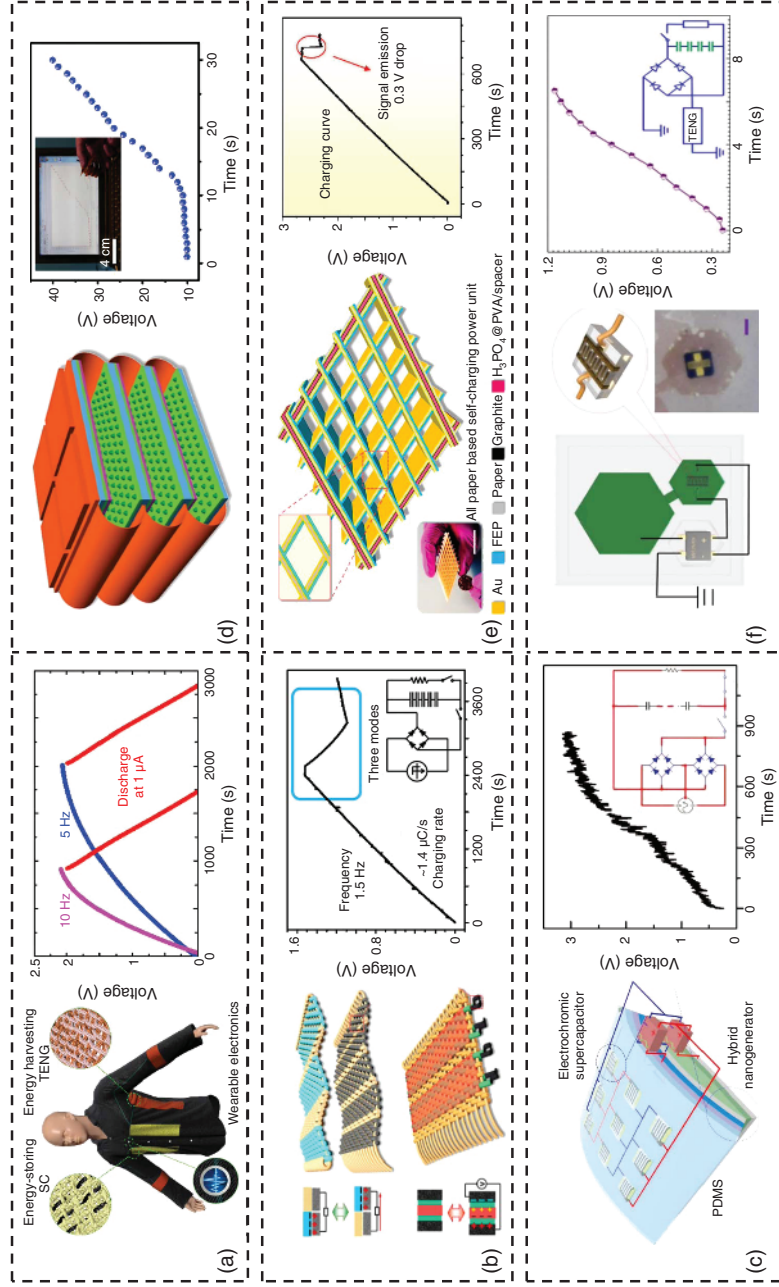 (a)
Energy-storing
SC
Energy harvesting
TENG
Wearable electronics
Voltage (V)
2.5
2
1
0
10 Hz
5 Hz
Discharge
at 1 μA
0
1000
2000
3000
Time (s)
(b)
Voltage (V)
1.6
0.8
0
Frequency
1.5 Hz
~1.4 μC/s
Charging rate
Three modes
0
1200
2400
3600
Time (s)
(c)
PDMS
Electrochromic
supercapacitor
Hybrid
nanogenerator
Voltage (V)
3
2
1
0
0
300
600
900
Time (s)
(d)
Voltage (V)
40
30
20
10
4 cm
0
10
20
30
Time (s)
(e)
All paper based self-charging power unit
Au
FEP
Paper
Graphite
H3PO4@PVA/spacer
Voltage (V)
3
2
1
0
Charging curve
Signal emission
0.3 V drop
0
300
600
Time (s)
(f)
Voltage (V)
1.2
0.9
0.6
0.3
TENG
0
4
8
Time (s)